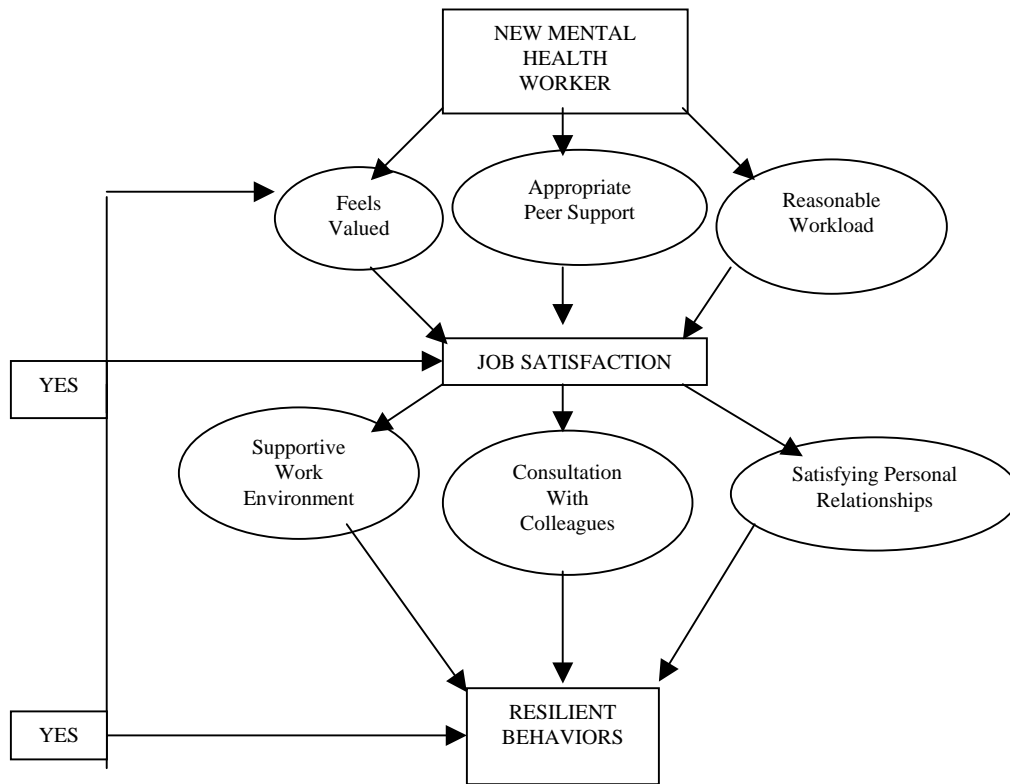 NEW MENTAL
HEALTH
WORKER
Feels
Valued
Appropriate
Peer Support
Reasonable
Workload
YES
JOB SATISFACTION
Supportive
Work
Environment
Consultation
With
Colleagues
Satisfying Personal
Relationships
YES
RESILIENT
BEHAVIORS